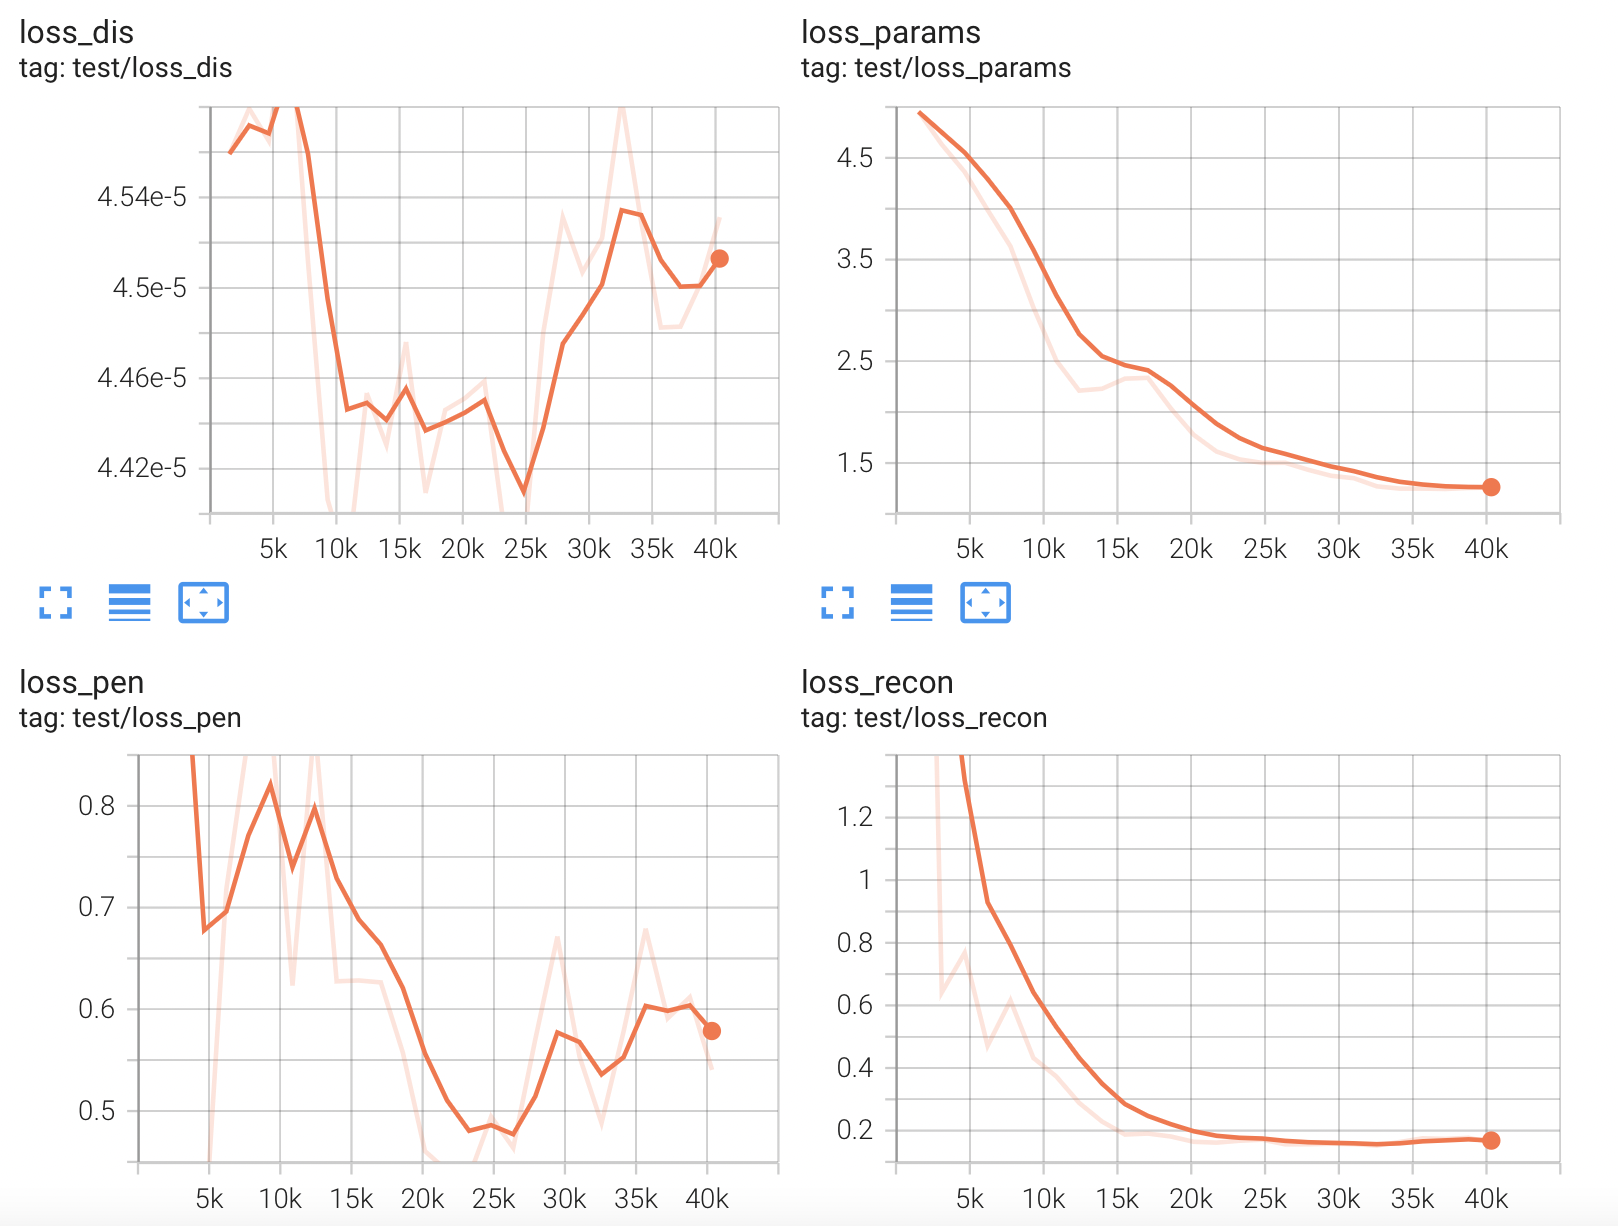 loss_dis
tag: test/loss_dis
4.54e-5
4.5e-5
4.46e-5
4.42e-5
5k 10k 15k 20k 25k 30k 35k 40k
loss_params
tag: test/loss_params
4.5
3.5
2.5
1.5
5k 10k 15k 20k 25k 30k 35k 40k
loss_pen
tag: test/loss_pen
0.8
0.7
0.6
0.5
5k 10k 15k 20k 25k 30k 35k 40k
loss_recon
tag: test/loss_recon
1.2
1
0.8
0.6
0.4
0.2
5k 10k 15k 20k 25k 30k 35k 40k